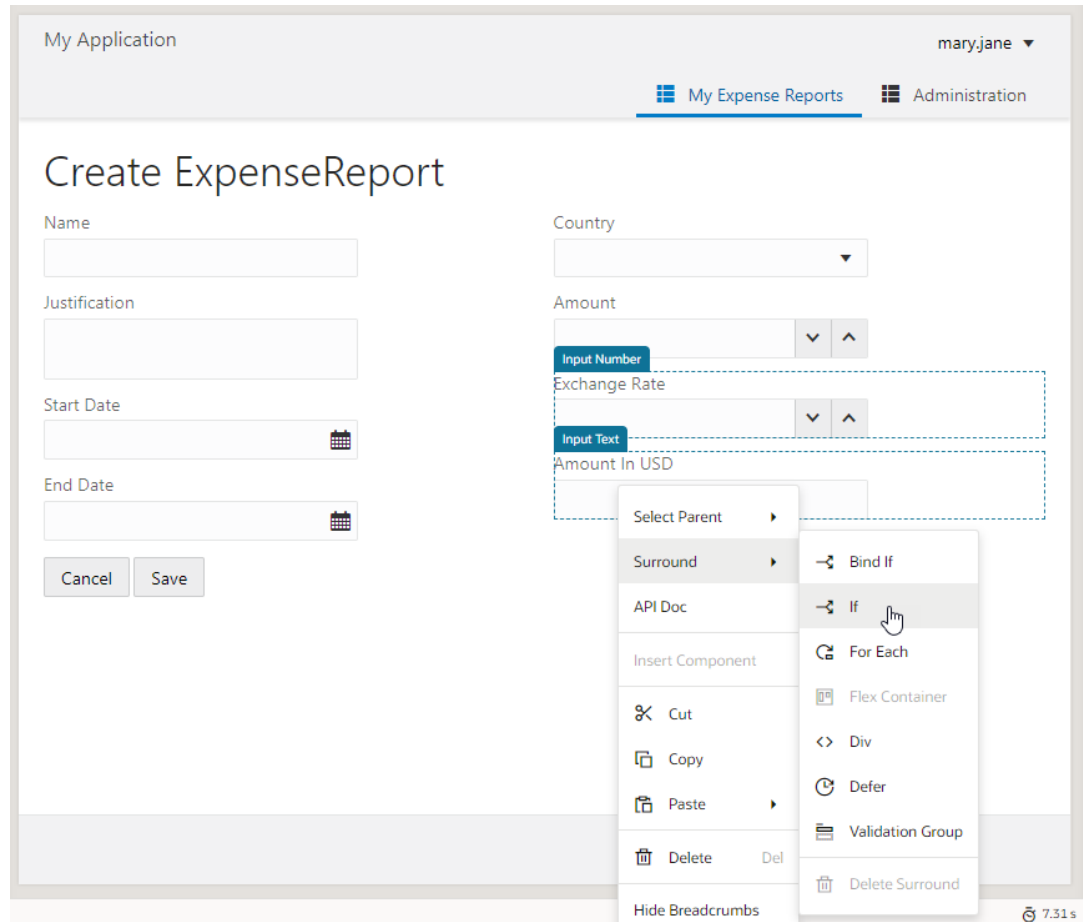 My Application
mary.jane
My Expense Reports
Administration
Create ExpenseReport
Name
Country
Justification
Amount
Input Number
Exchange Rate
Start Date
Input Text
Amount In USD
End Date
Cancel
Save
Select Parent
Surround
API Doc
Insert Component
Cut
Copy
Paste
Delete Del
Hide Breadcrumbs
Bind If
If
For Each
Flex Container
Div
Defer
Validation Group
Delete Surround
7.31 s